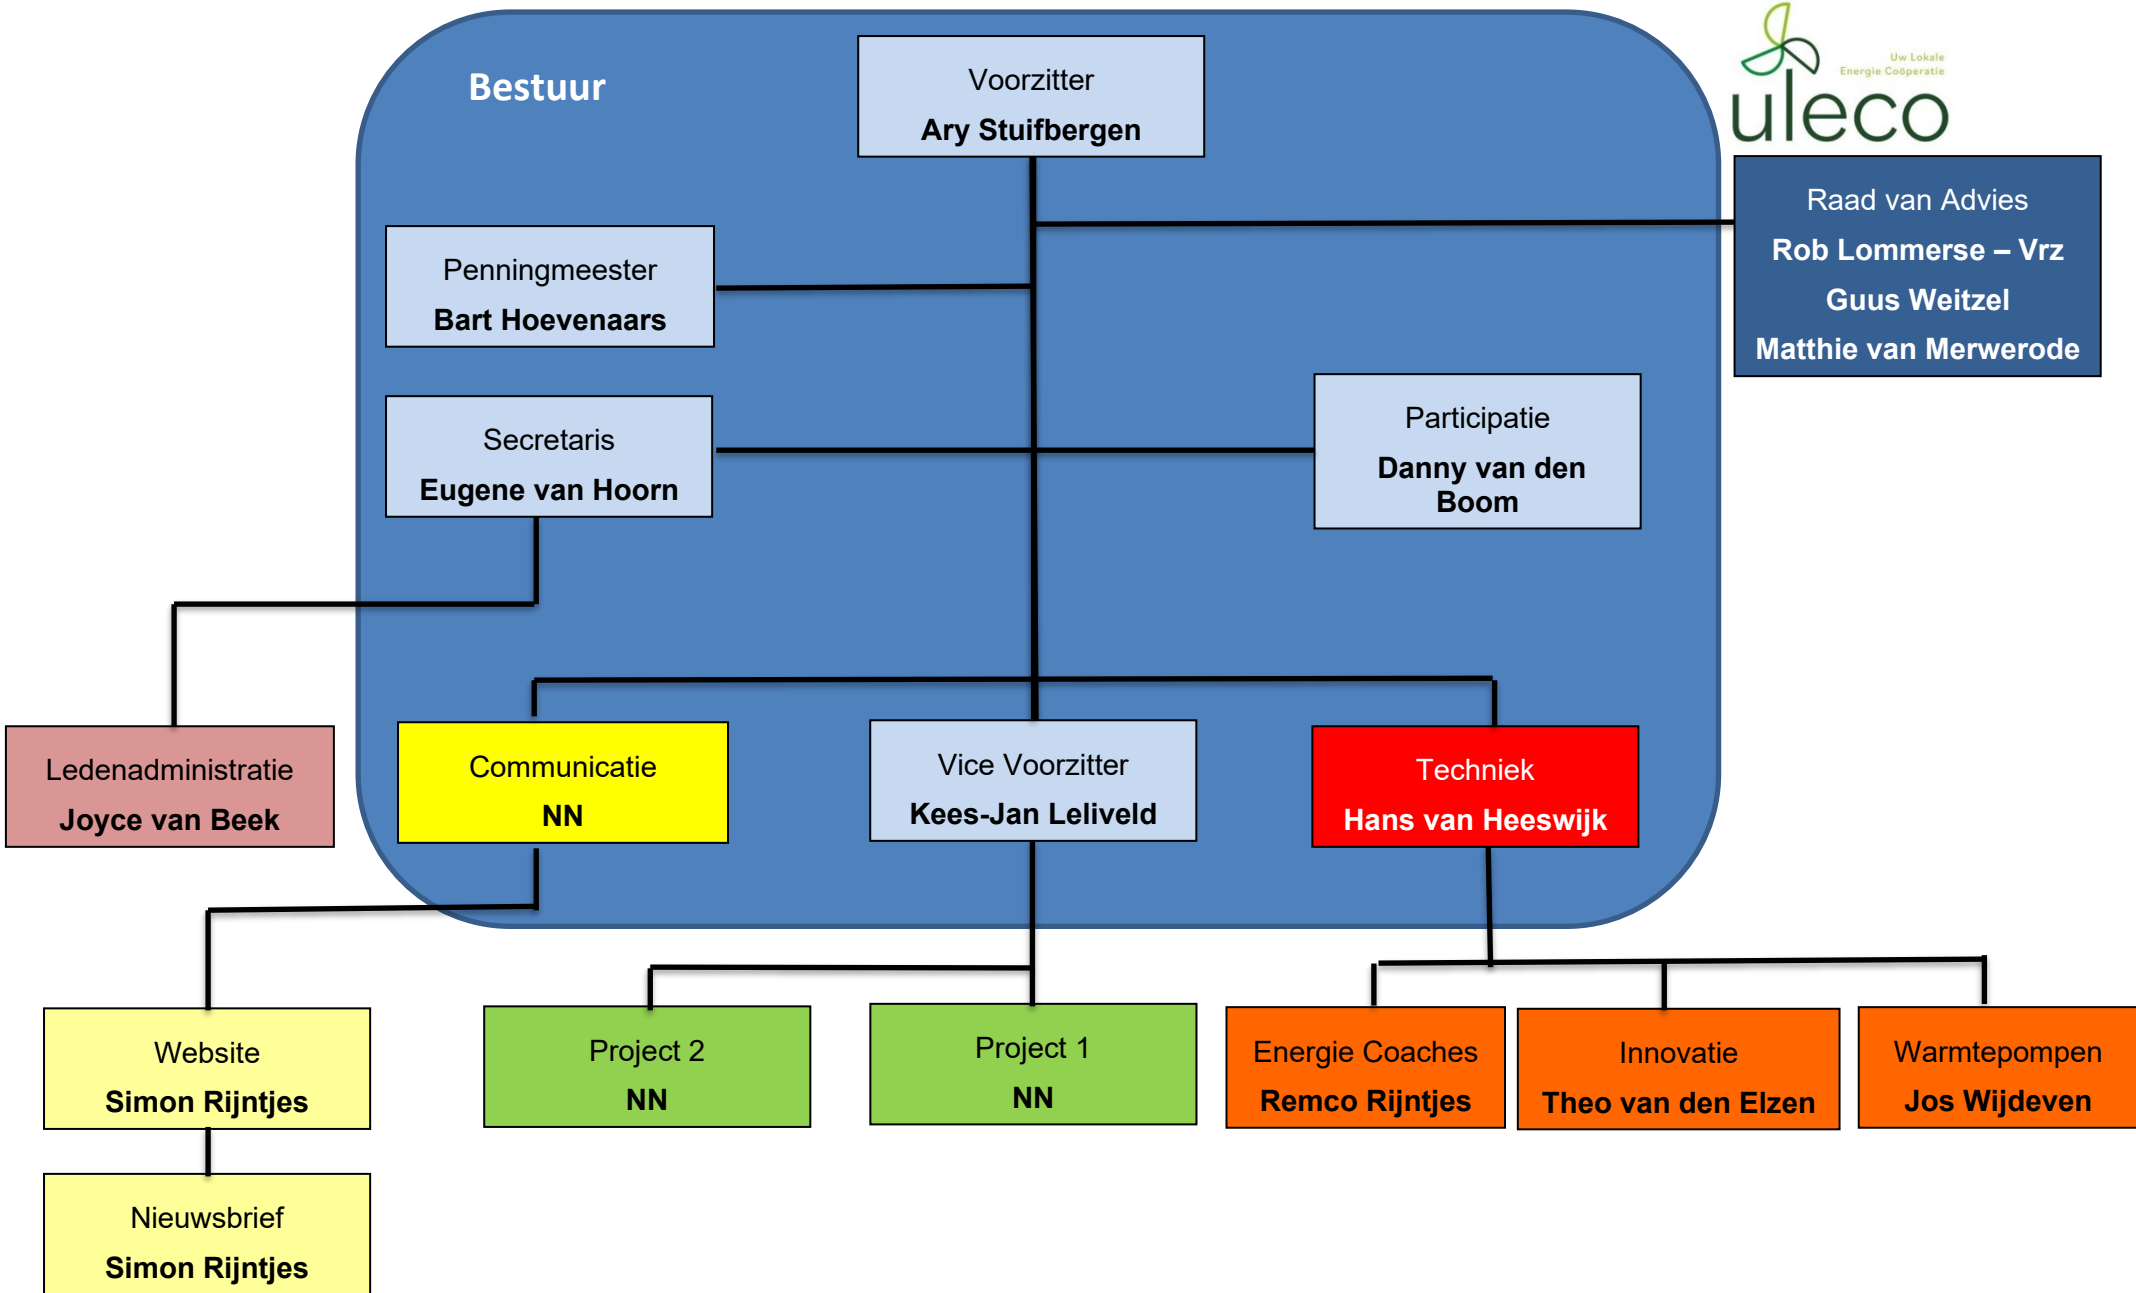 Bestuur
Voorzitter
Ary Stuifbergen
Uw Lokale
Energie Coöperatie
uleco
Raad van Advies
Rob Lommerse – Vrz
Guus Weitzel
Matthie van Merwerode
Penningmeester
Bart Hoevenaars
Secretaris
Eugene van Hoorn
Participatie
Danny van den
Boom
Ledenadministratie
Joyce van Beek
Communicatie
NN
Vice Voorzitter
Kees-Jan Leliveld
Techniek
Hans van Heeswijk
Website
Simon Rijntjes
Project 2
NN
Project 1
NN
Energie Coaches
Remco Rijntjes
Innovatie
Theo van den Elzen
Warmtepompen
Jos Wijdeven
Nieuwsbrief
Simon Rijntjes